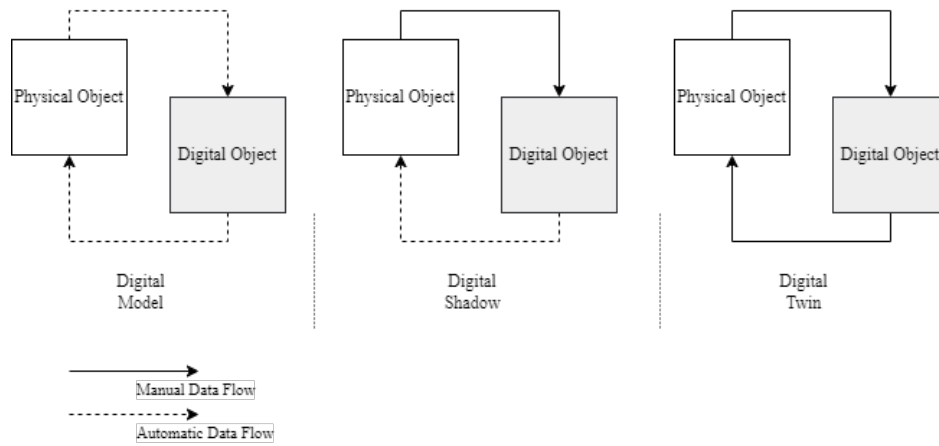 Physical Object
Digital Object
Digital
Model
Physical Object
Digital Object
Digital
Shadow
Physical Object
Digital Object
Digital
Twin
Manual Data Flow
Automatic Data Flow